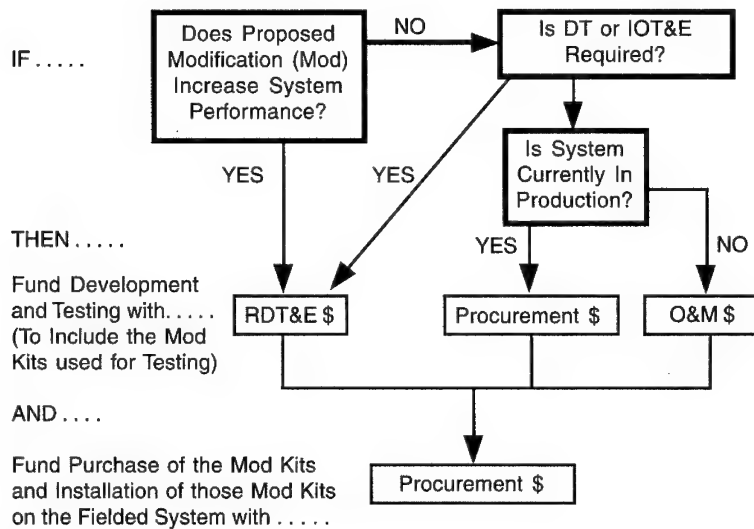 IF . . . . .
Does Proposed
Modification (Mod)
Increase System
Performance?
NO
Is DT or IOT&E
Required?
YES
YES
Is System
Currently In
Production?
YES
NO
THEN . . . . .
Fund Development
and Testing with. . . . .
(To Include the Mod
Kits used for Testing)
RDT&E $
Procurement $
O&M $
AND . . . .
Fund Purchase of the Mod Kits
and Installation of those Mod Kits
on the Fielded System with . . . . .
Procurement $